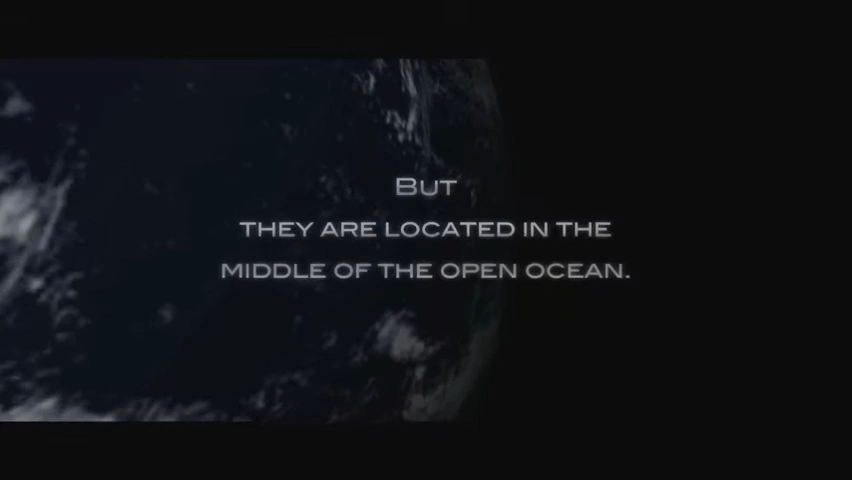 But
they are located in the
middle of the open ocean.